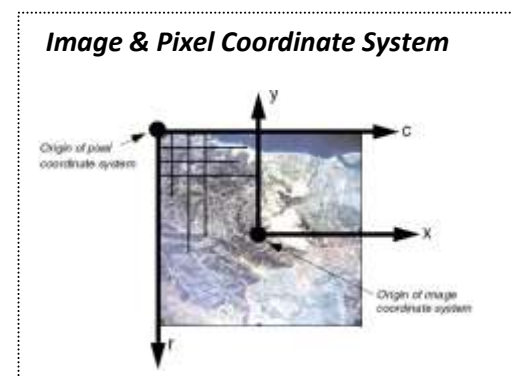 Image & Pixel Coordinate System
y
Origin of pixel
coordinate system
c
x
Origin of image
coordinate system
r